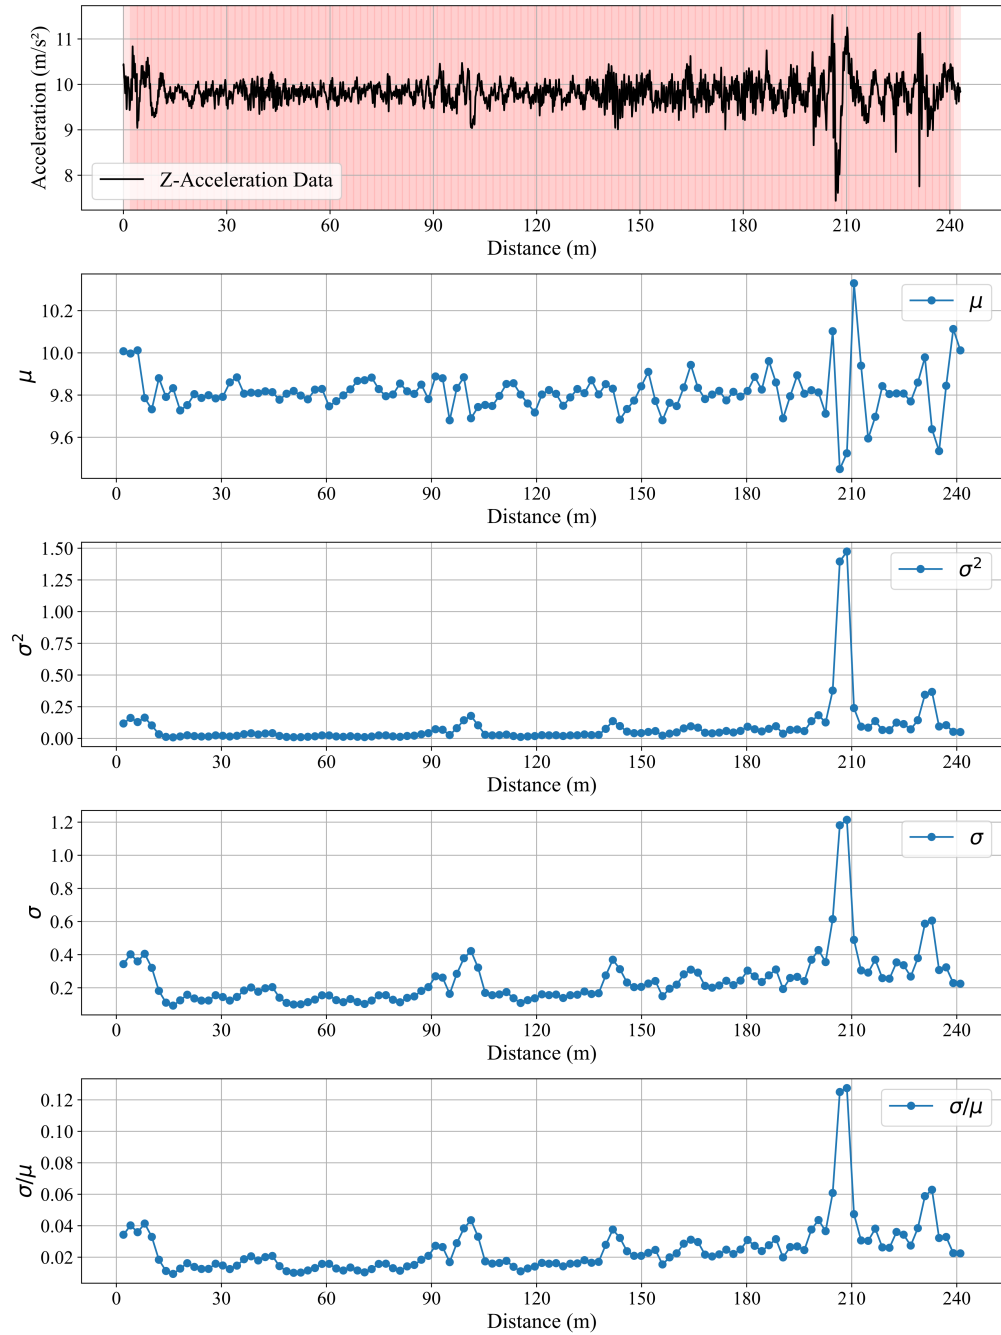 Acceleration (m/s²)
11
10
9
8
Z-Acceleration Data
0 30 60 90 120 150 180 210 240
Distance (m)
μ
10.2
10.0
9.8
9.6
μ
0 30 60 90 120 150 180 210 240
Distance (m)
σ²
1.50
1.25
1.00
0.75
0.50
0.25
0.00
σ²
0 30 60 90 120 150 180 210 240
Distance (m)
σ
1.2
1.0
0.8
0.6
0.4
0.2
σ
0 30 60 90 120 150 180 210 240
Distance (m)
σ/μ
0.12
0.10
0.08
0.06
0.04
0.02
σ/μ
0 30 60 90 120 150 180 210 240
Distance (m)